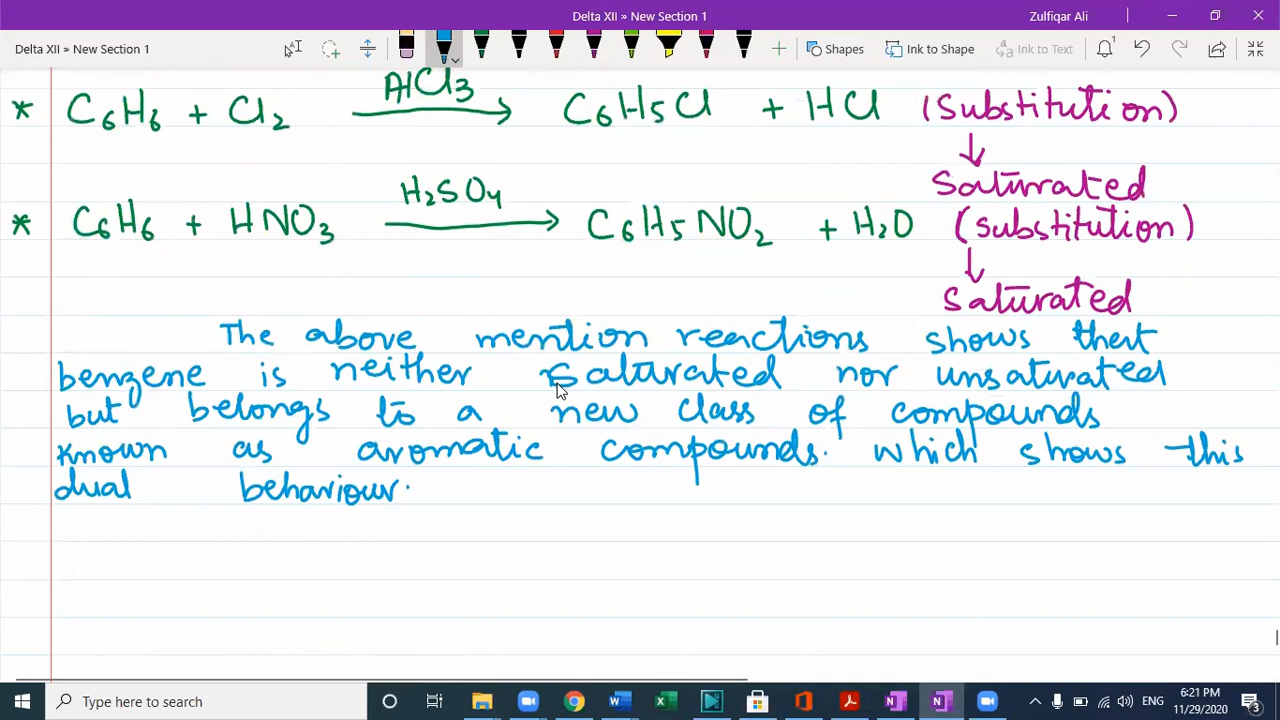 Delta XII » New Section 1
Zulfiqar Ali
Delta XII » New Section 1
Shapes
Ink to Shape
Ink to Text
* C6H6 + Cl2 AlCl3 → C6H5Cl + HCl (Substitution)
↓
Saturated
* C6H6 + HNO3 H2SO4 → C6H5NO2 + H2O (substitution)
↓
Saturated
The above mention reactions shows that
benzene is neither saturated nor unsaturated
but belongs to a new class of compounds
known as aromatic compounds. which shows this
dual behaviour.
Type here to search
ENG
6:21 PM
11/29/2020
3